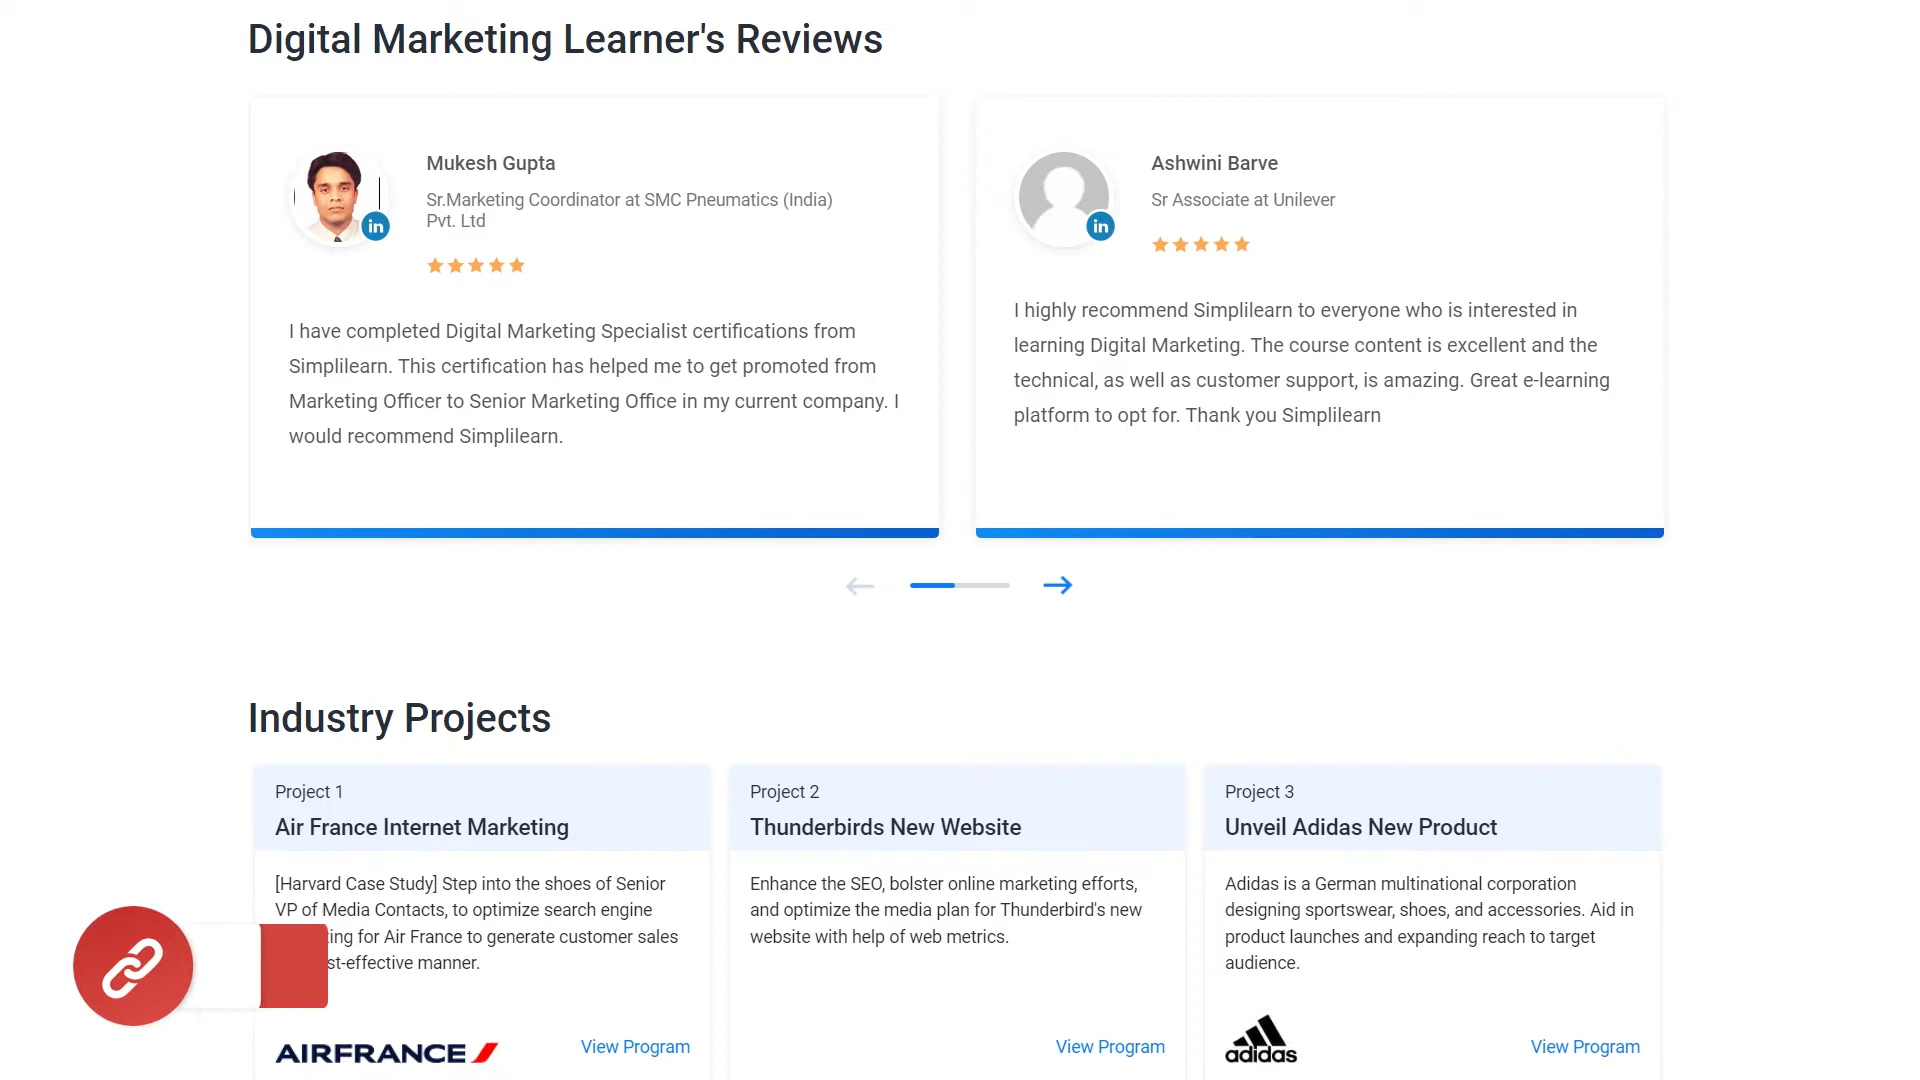 Digital Marketing Learner's Reviews
Mukesh Gupta
Sr.Marketing Coordinator at SMC Pneumatics (India)
Pvt. Ltd
in
I have completed Digital Marketing Specialist certifications from
Simplilearn. This certification has helped me to get promoted from
Marketing Officer to Senior Marketing Office in my current company. I
would recommend Simplilearn.
Ashwini Barve
Sr Associate at Unilever
in
I highly recommend Simplilearn to everyone who is interested in
learning Digital Marketing. The course content is excellent and the
technical, as well as customer support, is amazing. Great e-learning
platform to opt for. Thank you Simplilearn
Industry Projects
Project 1
Air France Internet Marketing
[Harvard Case Study] Step into the shoes of Senior
VP of Media Contacts, to optimize search engine
for Air France to generate customer sales
manner.
AIRFRANCE
View Program
Project 2
Thunderbirds New Website
Enhance the SEO, bolster online marketing efforts,
and optimize the media plan for Thunderbird's new
website with help of web metrics.
View Program
Project 3
Unveil Adidas New Product
Adidas is a German multinational corporation
designing sportswear, shoes, and accessories. Aid in
product launches and expanding reach to target
audience.
adidas
View Program